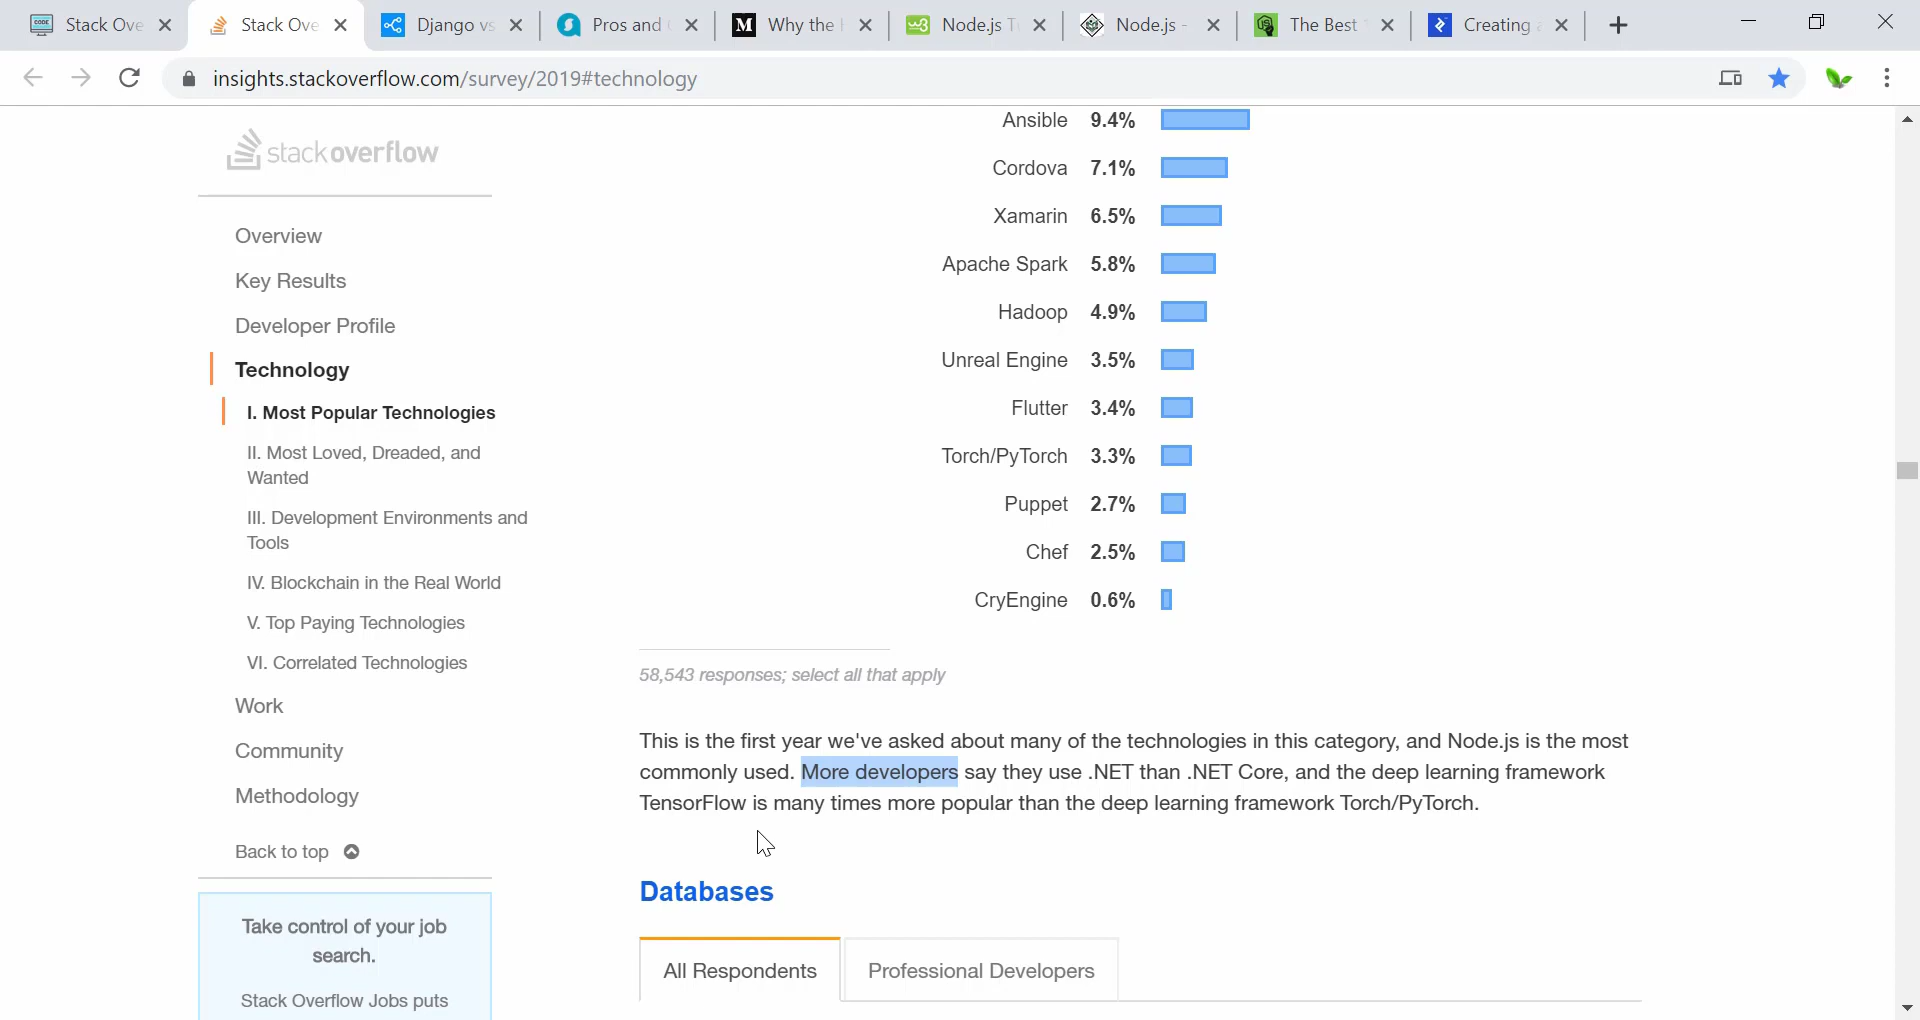 Stack Ove
Stack Ove
Django vs
Pros and
Why the
Node.js T
Node.js -
The Best
Creating a
insights.stackoverflow.com/survey/2019#technology
stackoverflow
Overview
Key Results
Developer Profile
Technology
I. Most Popular Technologies
II. Most Loved, Dreaded, and
Wanted
III. Development Environments and
Tools
IV. Blockchain in the Real World
V. Top Paying Technologies
VI. Correlated Technologies
Work
Community
Methodology
Back to top
Take control of your job
search.
Stack Overflow Jobs puts
Ansible 9.4%
Cordova 7.1%
Xamarin 6.5%
Apache Spark 5.8%
Hadoop 4.9%
Unreal Engine 3.5%
Flutter 3.4%
Torch/PyTorch 3.3%
Puppet 2.7%
Chef 2.5%
CryEngine 0.6%
58,543 responses; select all that apply
This is the first year we've asked about many of the technologies in this category, and Node.js is the most
commonly used. More developers say they use .NET than .NET Core, and the deep learning framework
TensorFlow is many times more popular than the deep learning framework Torch/PyTorch.
Databases
All Respondents
Professional Developers